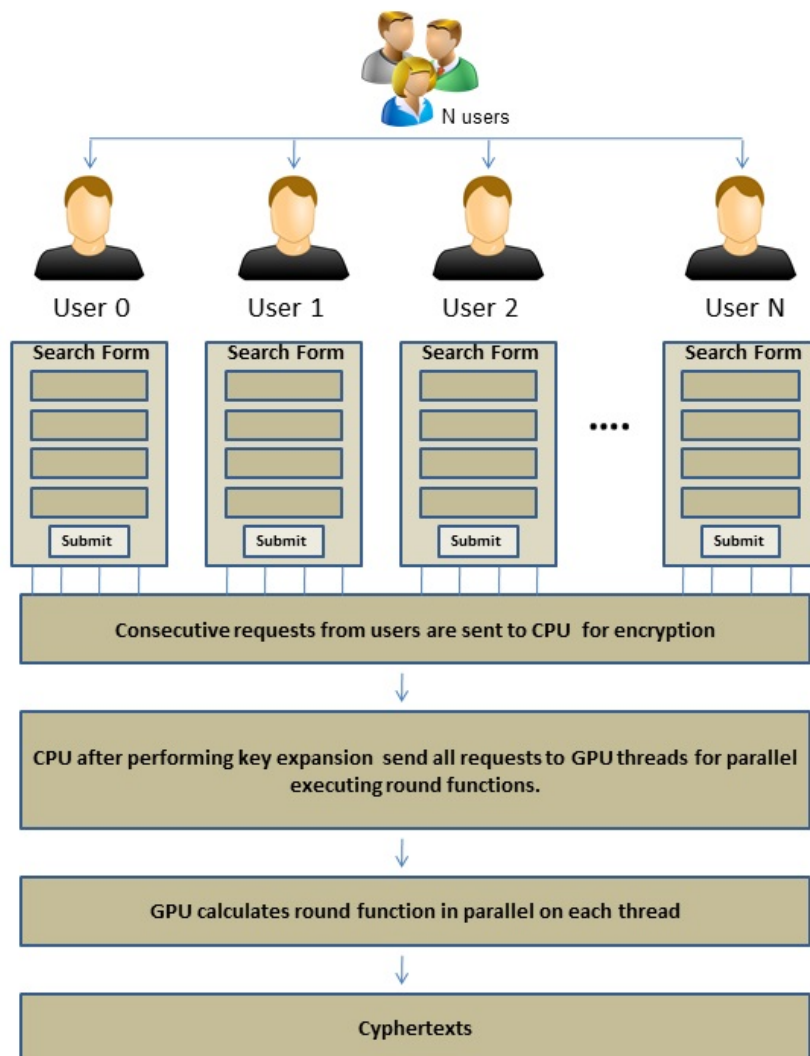 N users
User 0
User 1
User 2
User N
Search Form
Search Form
Search Form
Search Form
....
Submit
Submit
Submit
Submit
Consecutive requests from users are sent to CPU for encryption
CPU after performing key expansion send all requests to GPU threads for parallel
executing round functions.
GPU calculates round function in parallel on each thread
Cyphertexts